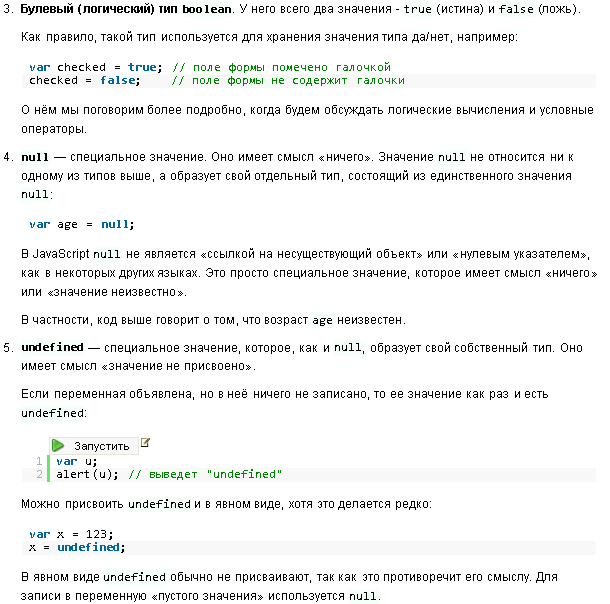 3. Булевый (логический) тип boolean. У него всего два значения - true (истина) и false (ложь).
Как правило, такой тип используется для хранения значения типа да/нет, например:
var checked = true; // поле формы помечено галочкой
checked = false;    // поле формы не содержит галочки
О нём мы поговорим более подробно, когда будем обсуждать логические вычисления и условные
операторы.
4. null — специальное значение. Оно имеет смысл «ничего». Значение null не относится ни к
одному из типов выше, а образует свой отдельный тип, состоящий из единственного значения
null:
var age = null;
В JavaScript null не является «ссылкой на несуществующий объект» или «нулевым указателем»,
как в некоторых других языках. Это просто специальное значение, которое имеет смысл «ничего»
или «значение неизвестно».
В частности, код выше говорит о том, что возраст age неизвестен.
5. undefined — специальное значение, которое, как и null, образует свой собственный тип. Оно
имеет смысл «значение не присвоено».
Если переменная объявлена, но в неё ничего не записано, то ее значение как раз и есть
undefined:
Запустить
1 var u;
2 alert(u); // выведет "undefined"
Можно присвоить undefined и в явном виде, хотя это делается редко:
var x = 123;
x = undefined;
В явном виде undefined обычно не присваивают, так как это противоречит его смыслу. Для
записи в переменную «пустого значения» используется null.